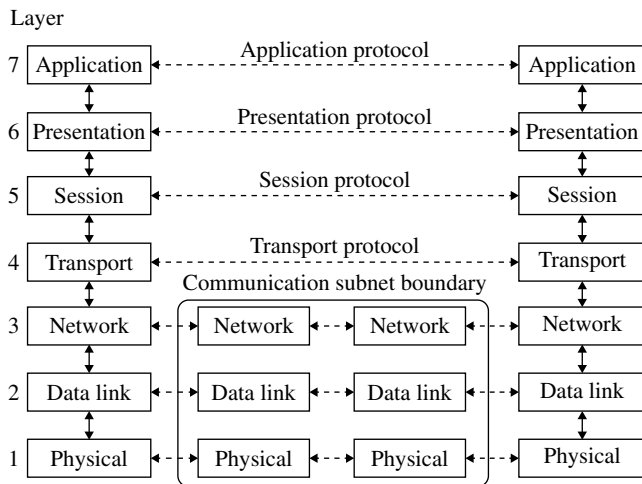 Layer
7 Application Application protocol Application
6 Presentation Presentation protocol Presentation
5 Session Session protocol Session
4 Transport Transport protocol Transport
Communication subnet boundary
3 Network Network Network Network
2 Data link Data link Data link Data link
1 Physical Physical Physical Physical